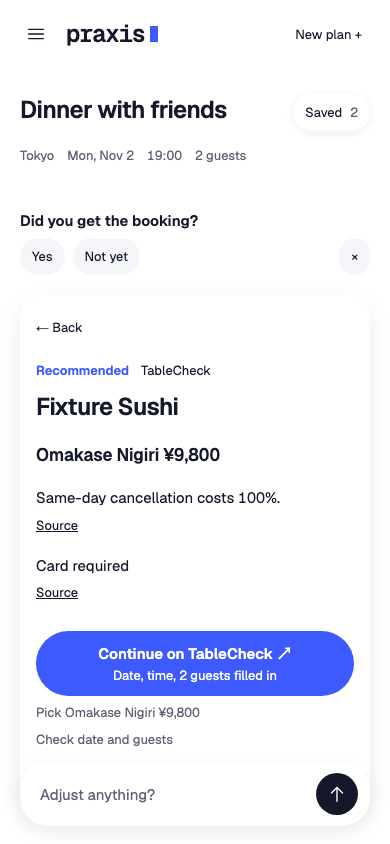 praxis
New plan +
Dinner with friends
Saved 2
Tokyo Mon, Nov 2 19:00 2 guests
Did you get the booking?
Yes Not yet ×
← Back
Recommended TableCheck
Fixture Sushi
Omakase Nigiri ¥9,800
Same-day cancellation costs 100%.
Source
Card required
Source
Continue on TableCheck ↗
Date, time, 2 guests filled in
Pick Omakase Nigiri ¥9,800
Check date and guests
Adjust anything?